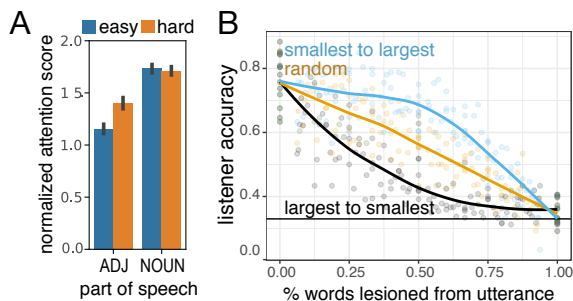 A
easy hard
normalized attention score
2.0
1.5
1.0
0.5
0.0
ADJ NOUN
part of speech
B
smallest to largest
random
largest to smallest
listener accuracy
0.8
0.6
0.4
0.0
0.00 0.25 0.50 0.75 1.00
% words lesioned from utterance